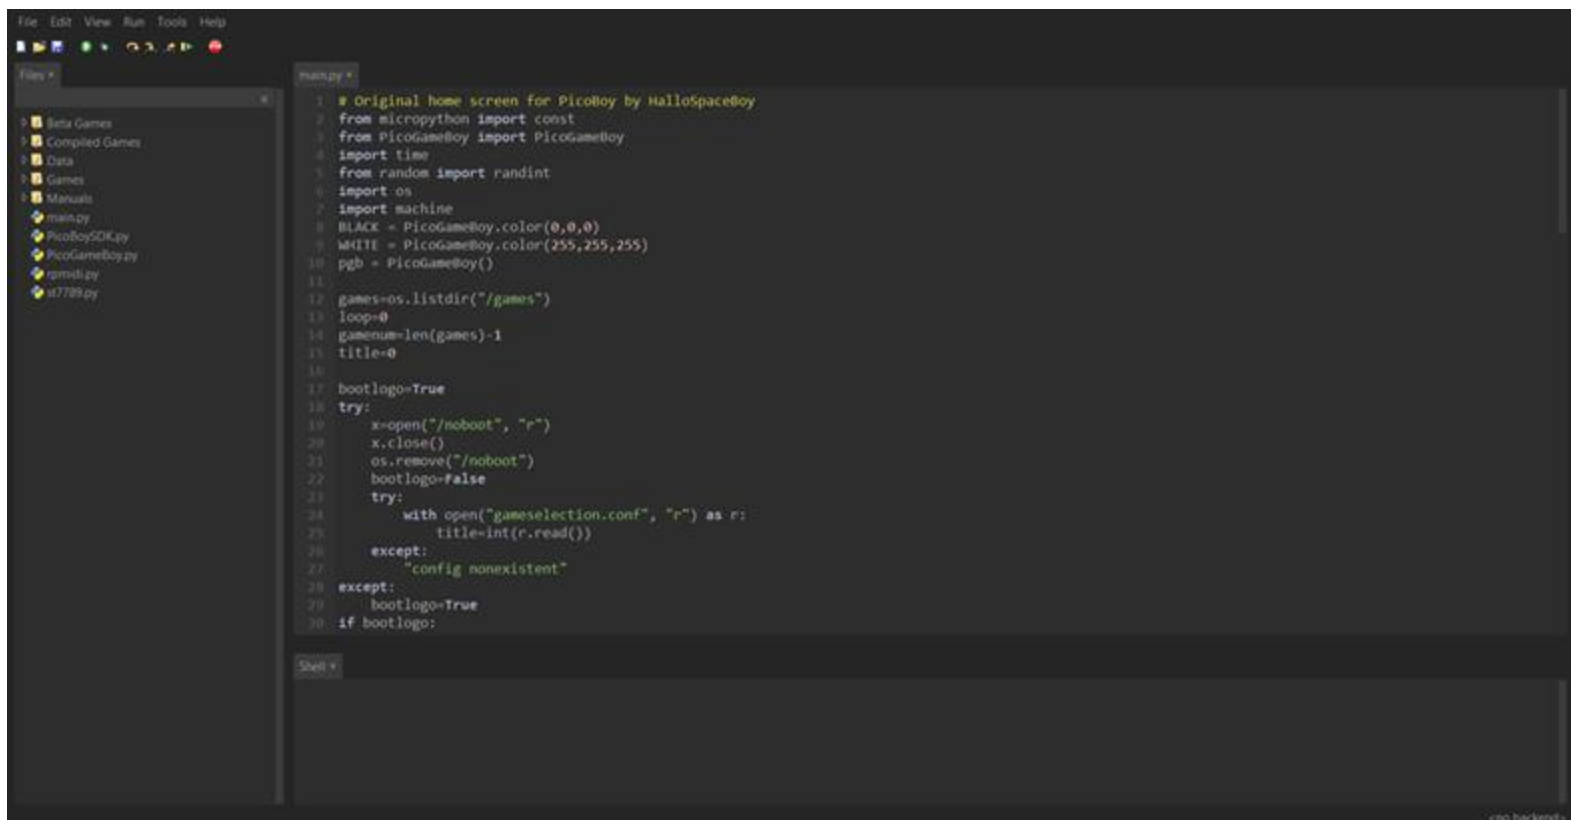 File Edit View Run Tools Help
Files ×
Beta Games
Compiled Games
Data
Games
Manuals
main.py
PicoBoySDK.py
PicoGameBoy.py
rpmidi.py
st7789.py
main.py ×
1 # Original home screen for PicoBoy by HalloSpaceBoy
2 from micropython import const
3 from PicoGameBoy import PicoGameBoy
4 import time
5 from random import randint
6 import os
7 import machine
8 BLACK = PicoGameBoy.color(0,0,0)
9 WHITE = PicoGameBoy.color(255,255,255)
10 pgb = PicoGameBoy()
11
12 games=os.listdir("/games")
13 loop=0
14 gamenum=len(games)-1
15 title=0
16
17 bootlogo=True
18 try:
19 x=open("/noboot", "r")
20 x.close()
21 os.remove("/noboot")
22 bootlogo=False
23 try:
24 with open("gameselection.conf", "r") as r:
25 title=int(r.read())
26 except:
27 "config nonexistent"
28 except:
29 bootlogo=True
30 if bootlogo:
Shell ×
<no backend>